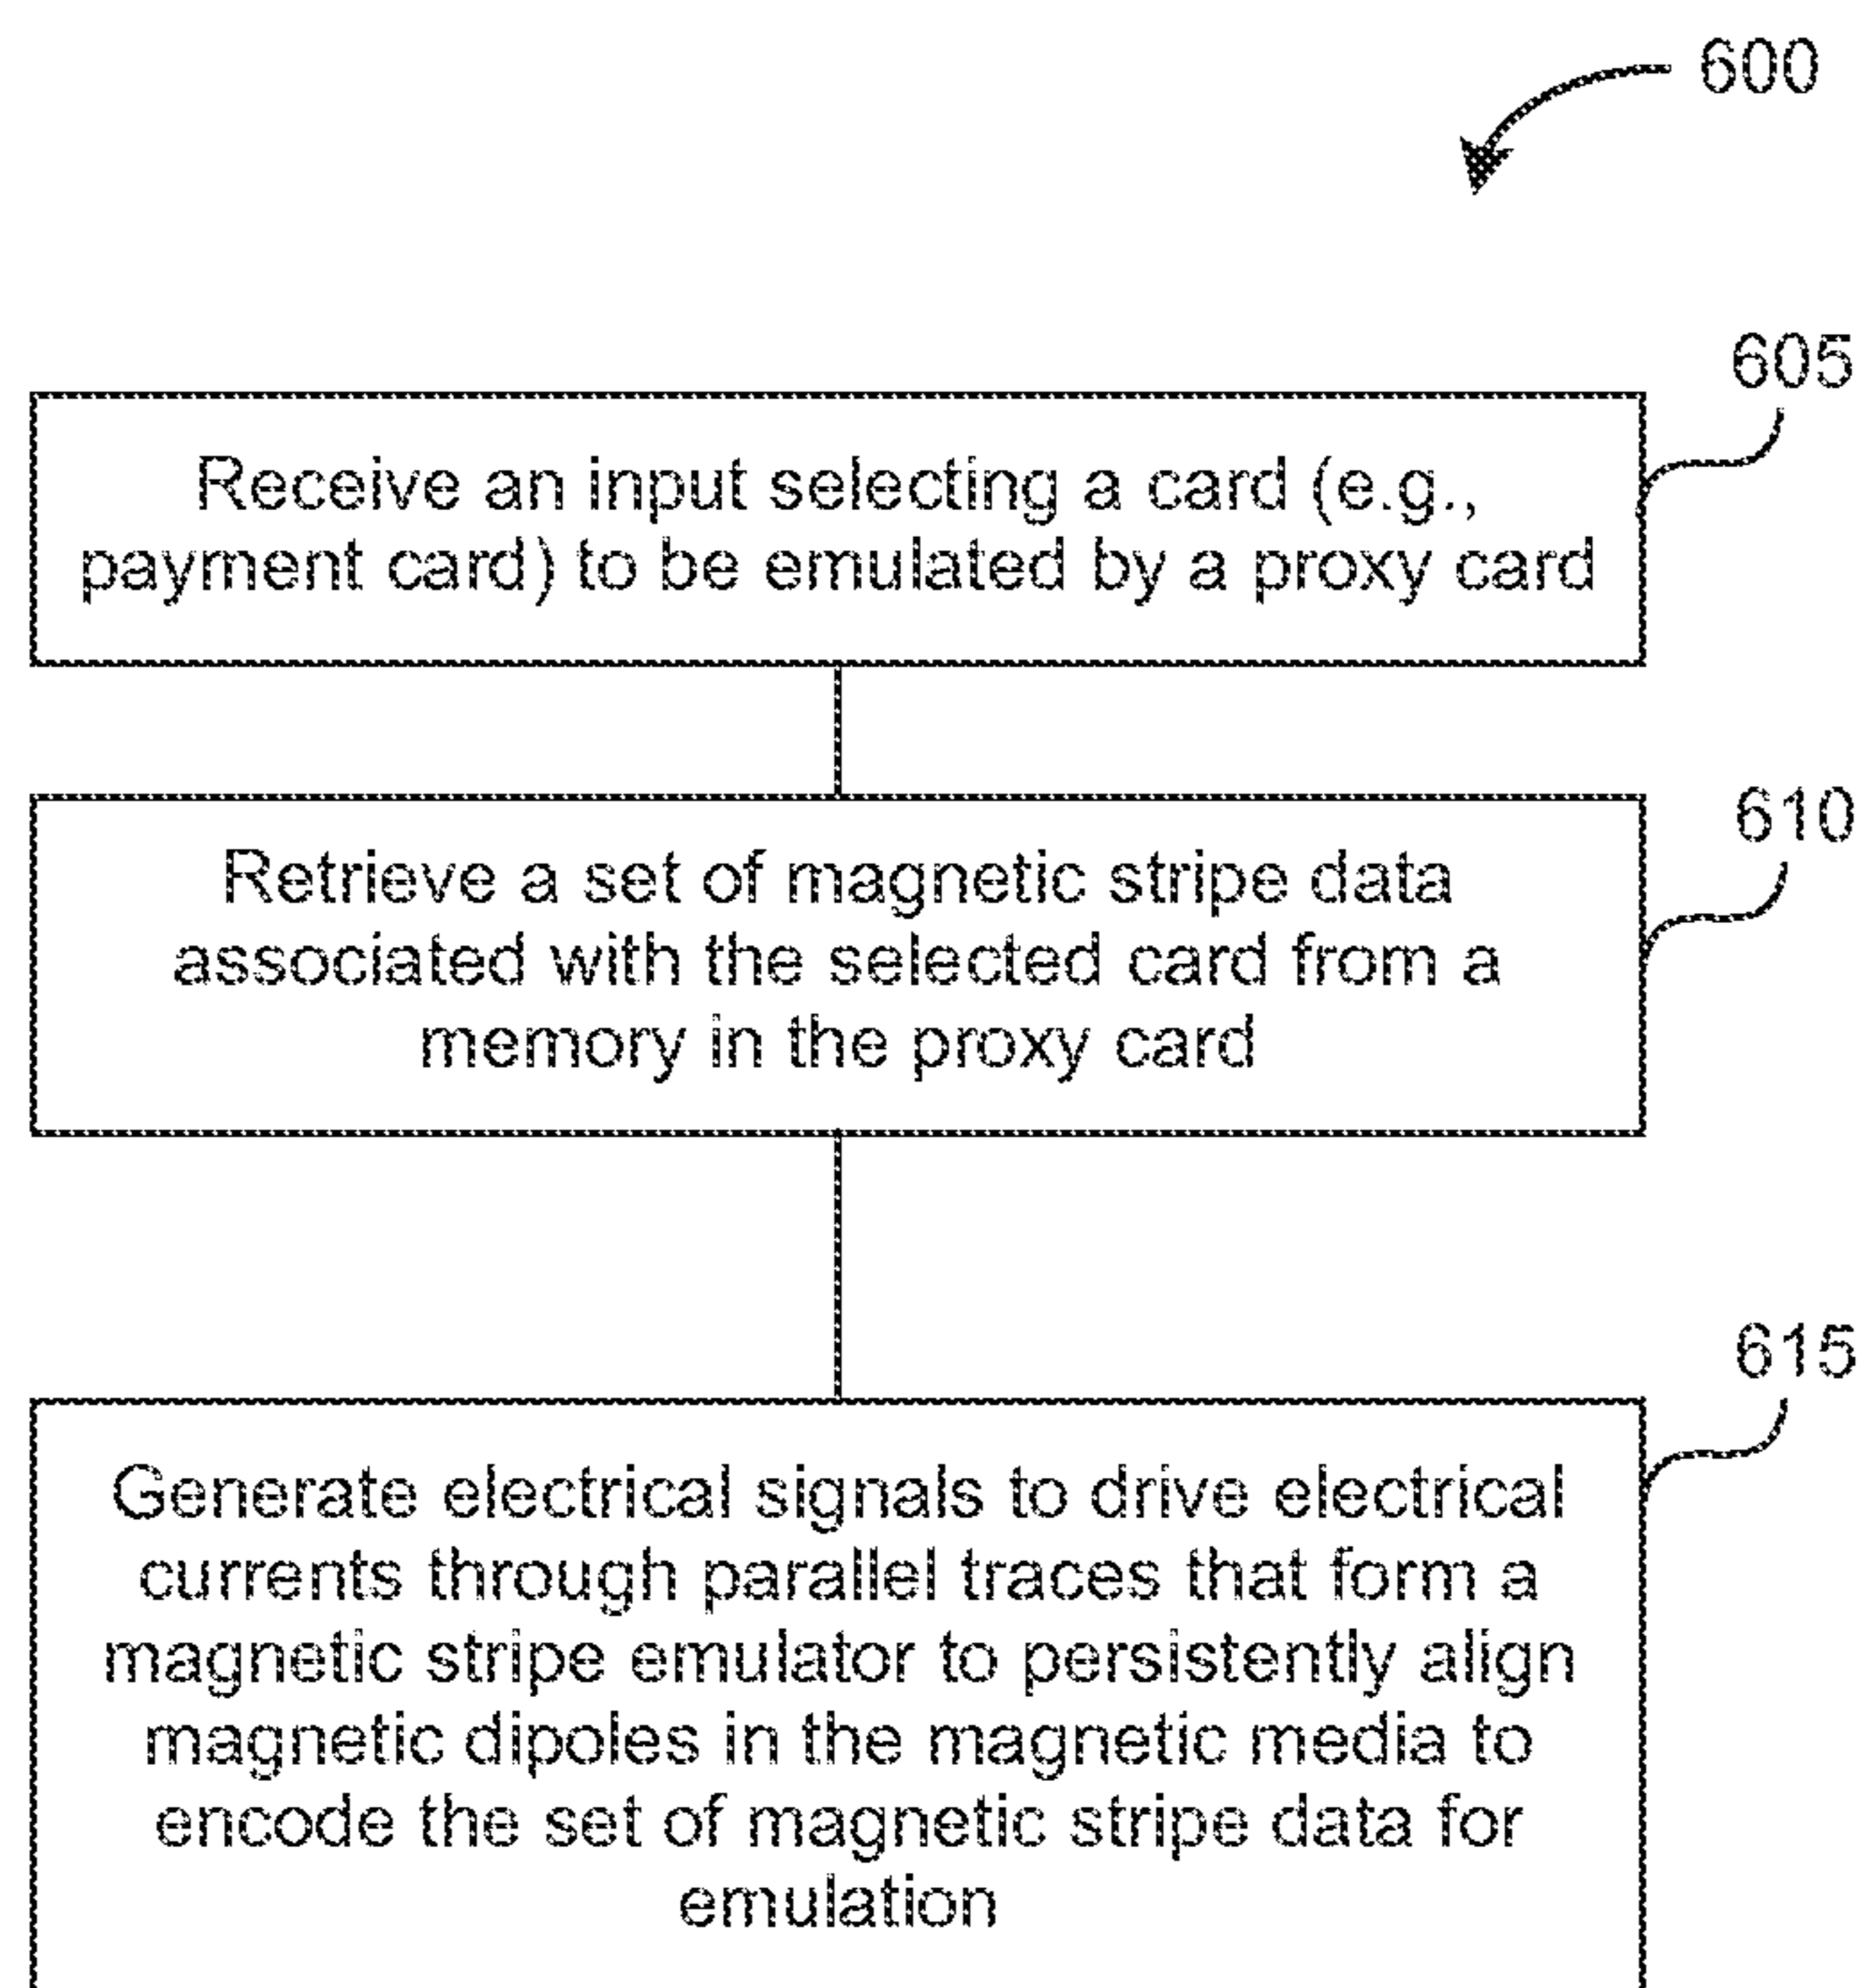 600
605
Receive an input selecting a card (e.g.,
payment card) to be emulated by a proxy card
610
Retrieve a set of magnetic stripe data
associated with the selected card from a
memory in the proxy card
615
Generate electrical signals to drive electrical
currents through parallel traces that form a
magnetic stripe emulator to persistently align
magnetic dipoles in the magnetic media to
encode the set of magnetic stripe data for
emulation